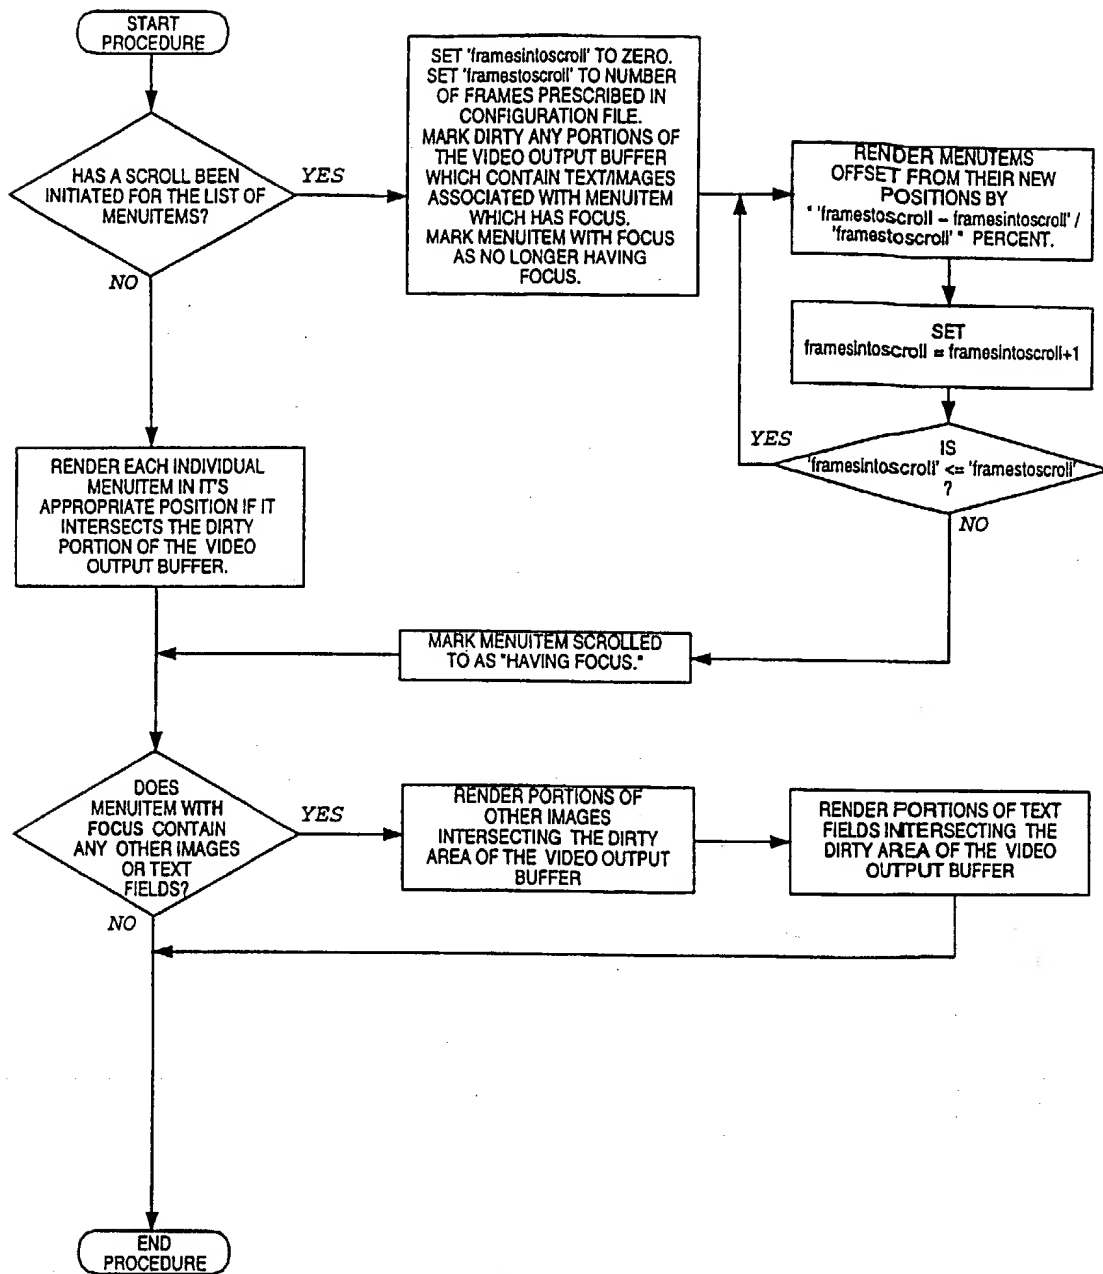 START
PROCEDURE
HAS A SCROLL BEEN
INITIATED FOR THE LIST OF
MENUITEMS?
YES
NO
SET 'framesintoscroll' TO ZERO.
SET 'framestoscroll' TO NUMBER
OF FRAMES PRESCRIBED IN
CONFIGURATION FILE.
MARK DIRTY ANY PORTIONS OF
THE VIDEO OUTPUT BUFFER
WHICH CONTAIN TEXT/IMAGES
ASSOCIATED WITH MENUITEM
WHICH HAS FOCUS.
MARK MENUITEM WITH FOCUS
AS NO LONGER HAVING
FOCUS.
RENDER MENUTEMS
OFFSET FROM THEIR NEW
POSITIONS BY
" 'framestoscroll – framesintoscroll' /
'framestoscroll' " PERCENT.
SET
framesintoscroll = framesintoscroll+1
IS
'framesintoscroll' <= 'framestoscroll'
?
YES
NO
RENDER EACH INDIVIDUAL
MENUITEM IN IT'S
APPROPRIATE POSITION IF IT
INTERSECTS THE DIRTY
PORTION OF THE VIDEO
OUTPUT BUFFER.
MARK MENUITEM SCROLLED
TO AS "HAVING FOCUS."
DOES
MENUITEM WITH
FOCUS CONTAIN
ANY OTHER IMAGES
OR TEXT
FIELDS?
YES
NO
RENDER PORTIONS OF
OTHER IMAGES
INTERSECTING THE DIRTY
AREA OF THE VIDEO OUTPUT
BUFFER
RENDER PORTIONS OF TEXT
FIELDS INTERSECTING THE
DIRTY AREA OF THE VIDEO
OUTPUT BUFFER
END
PROCEDURE